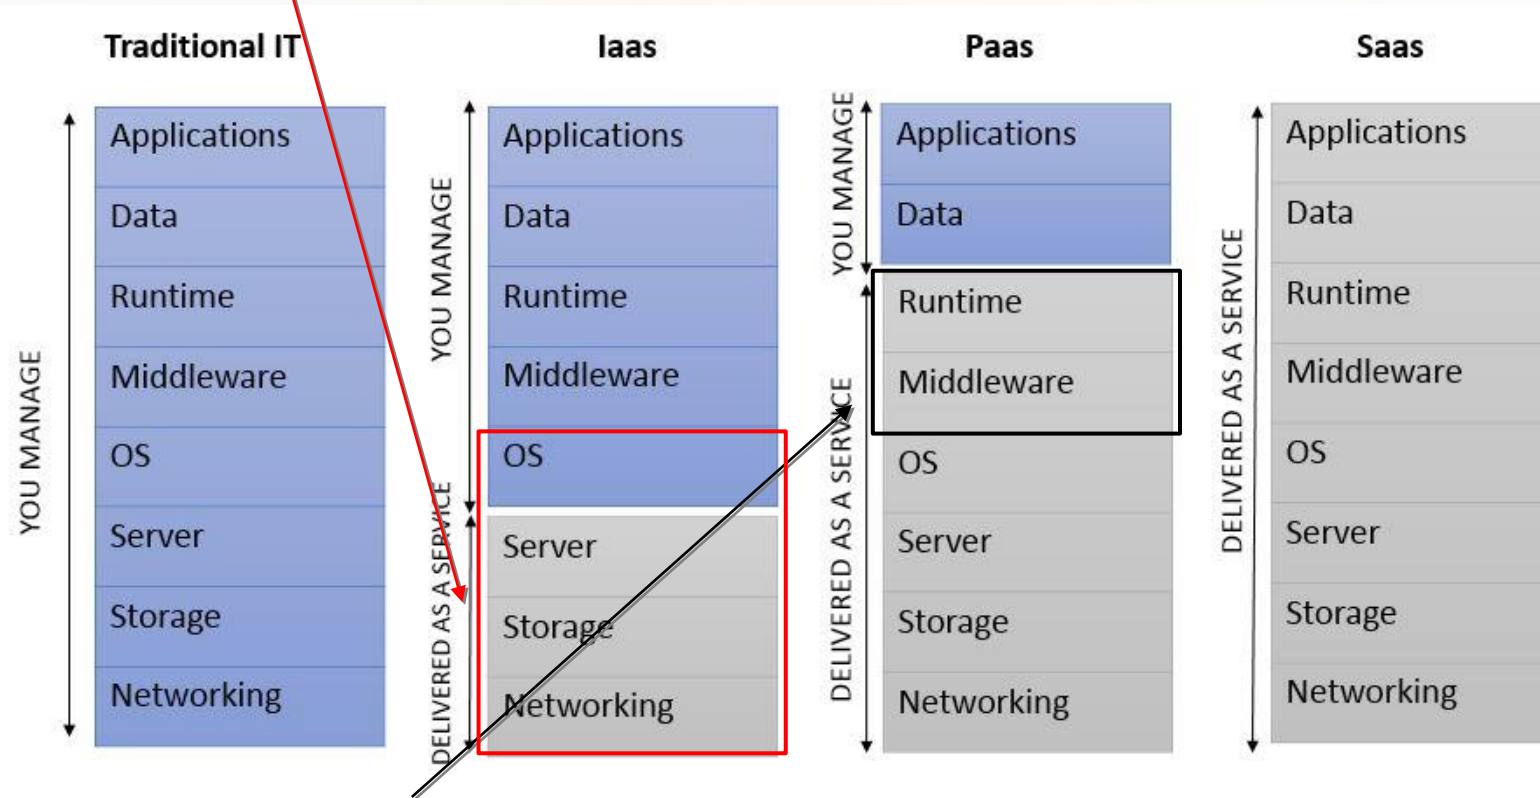 Traditional IT
Iaas
Paas
Saas
YOU MANAGE
Applications
Data
Runtime
Middleware
OS
Server
Storage
Networking
YOU MANAGE
DELIVERED AS A SERVICE
Applications
Data
Runtime
Middleware
OS
Server
Storage
Networking
YOU MANAGE
DELIVERED AS A SERVICE
Applications
Data
Runtime
Middleware
OS
Server
Storage
Networking
DELIVERED AS A SERVICE
Applications
Data
Runtime
Middleware
OS
Server
Storage
Networking